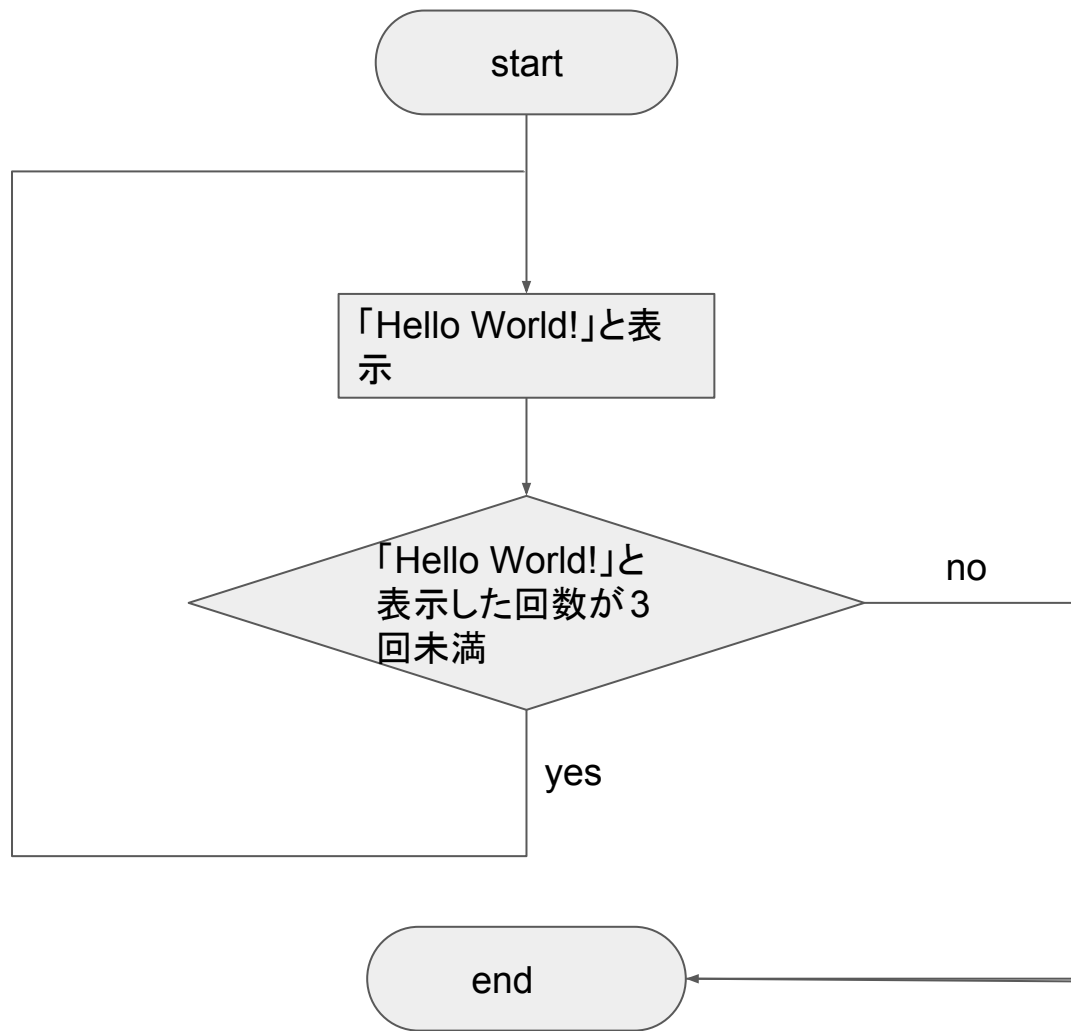 start
「Hello World!」と表
示
「Hello World!」と
表示した回数が3
回未満
no
yes
end